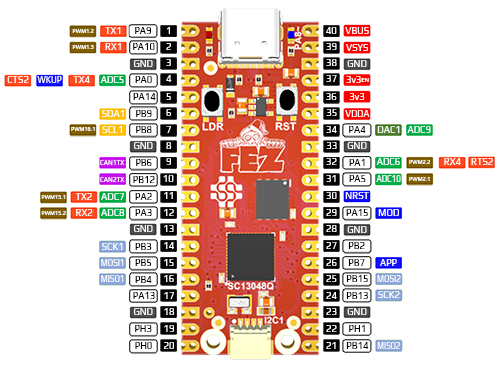 PWM1.2 TX1 PA9 1 40 VBUS
PWM1.3 RX1 PA10 2 39 VSYS
GND 3 38 GND
CTS2 WKUP TX4 ADC5 PA0 4 37 3v3EN
PA14 5 36 3v3
SDA1 PB9 6 35 VDDA
PWM16.1 SCL1 PB8 7 34 PA4 DAC1 ADC9
GND 8 33 GND
CAN1TX PB6 9 32 PA1 ADC6 PWM2.2 RX4 RTS2
CAN2TX PB12 10 31 PA5 ADC10 PWM2.1
PWM15.1 TX2 ADC7 PA2 11 30 NRST
PWM15.2 RX2 ADC8 PA3 12 29 PA15 MOD
GND 13 28 GND
SCK1 PB3 14 27 PB2
MOSI1 PB5 15 26 PB7 APP
MISO1 PB4 16 25 PB15 MOSI2
PA13 17 24 PB13 SCK2
GND 18 23 GND
PH3 19 22 PH1
PH0 20 21 PB14 MISO2
PA8~
LDR RST
FEZ
SC13048Q
I2C1